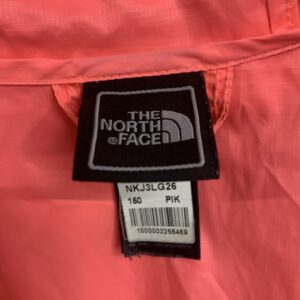 THE
NORTH
FACE
®
NKJ3LG26
150 PIK
1000002255469